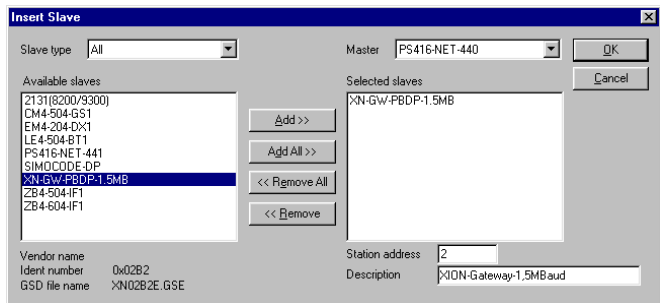 Insert Slave
Slave type All
Master PS416-NET-440
OK
Cancel
Available slaves
2131(8200/9300)
CM4-504-GS1
EM4-204-DX1
LE4-504-BT1
PS416-NET-441
SIMOCODE-DP
XN-GW-PBDP-1.5MB
ZB4-504-IF1
ZB4-604-IF1
Add >>
Add All >>
<< Remove All
<< Remove
Selected slaves
XN-GW-PBDP-1.5MB
Vendor name
Ident number 0x02B2
GSD file name XN02B2E.GSE
Station address 2
Description XION-Gateway-1,5MBaud